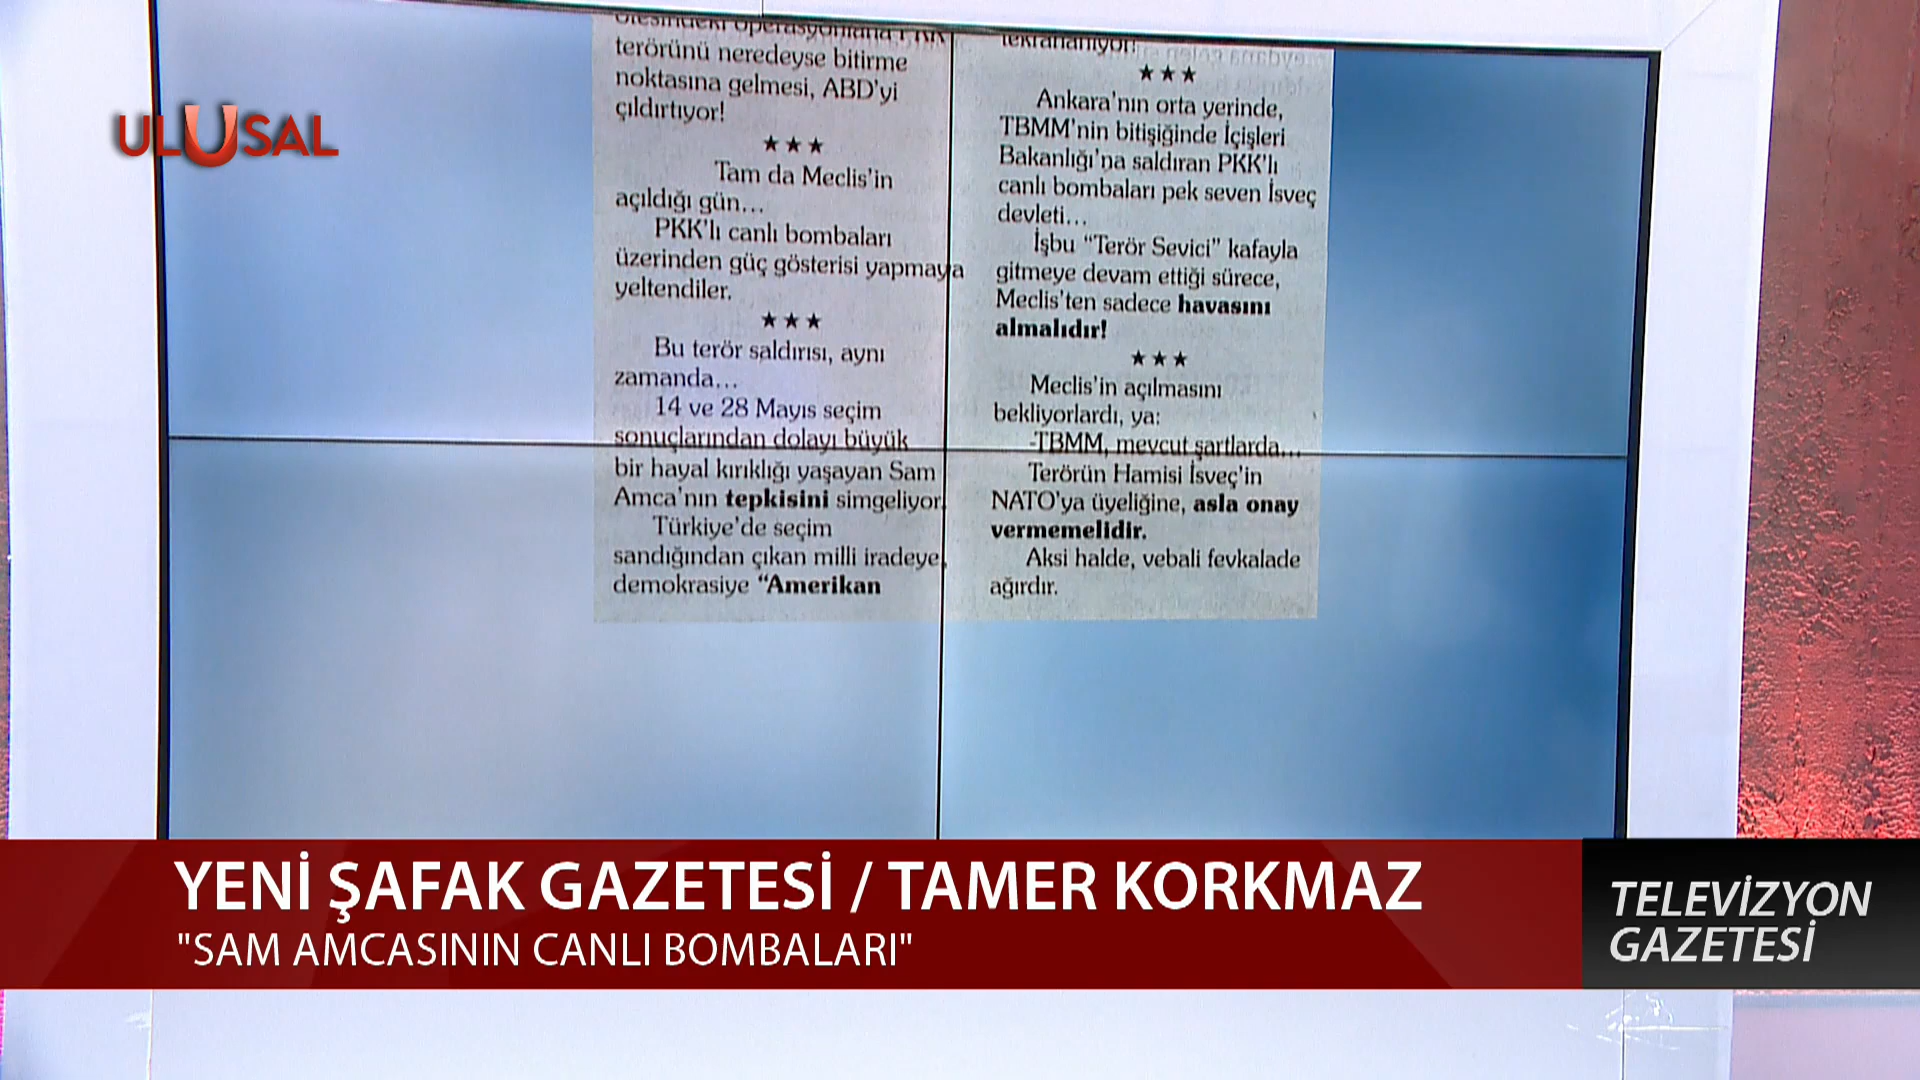 ULUSAL
ötesindeki operasyonlarla PKK
terörünü neredeyse bitirme
noktasına gelmesi, ABD'yi
çıldırtıyor!
★★★
Tam da Meclis'in
açıldığı gün...
PKK'lı canlı bombaları
üzerinden güç gösterisi yapmaya
yeltendiler.
★★★
Bu terör saldırısı, aynı
zamanda...
14 ve 28 Mayıs seçim
sonuçlarından dolayı büyük
bir hayal kırıklığı yaşayan Sam
Amca'nın tepkisini simgeliyor.
Türkiye'de seçim
sandığından çıkan milli iradeye,
demokrasiye “Amerikan
tekrarlanıyor!
★★★
Ankara'nın orta yerinde,
TBMM'nin bitişiğinde İçişleri
Bakanlığı'na saldıran PKK'lı
canlı bombaları pek seven İsveç
devleti...
İşbu “Terör Sevici” kafayla
gitmeye devam ettiği sürece,
Meclis'ten sadece havasını
almalıdır!
★★★
Meclis'in açılmasını
bekliyorlardı, ya:
-TBMM, mevcut şartlarda...
Terörün Hamisi İsveç'in
NATO'ya üyeliğine, asla onay
vermemelidir.
Aksi halde, vebali fevkalade
ağırdır.
YENİ ŞAFAK GAZETESİ / TAMER KORKMAZ
"SAM AMCASININ CANLI BOMBALARI"
TELEVİZYON
GAZETESİ